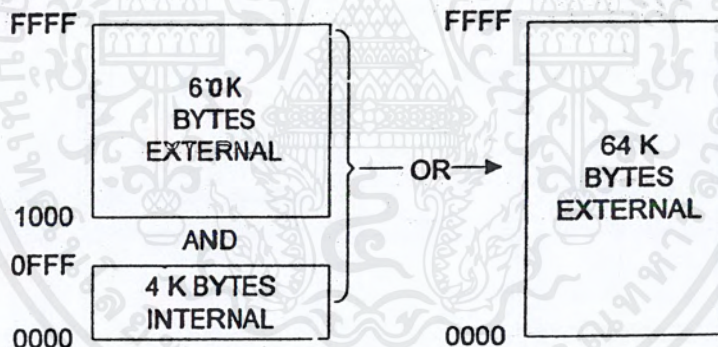 FFFF
60K
BYTES
EXTERNAL
1000
AND
0FFF
4 K BYTES
INTERNAL
0000
OR
FFFF
64 K
BYTES
EXTERNAL
0000